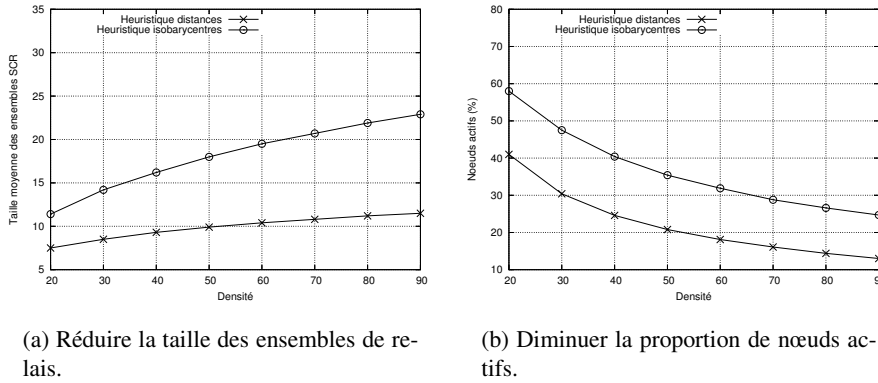 Heuristique distances
Heuristique isobarycentres
35
30
25
20
15
10
5
20 30 40 50 60 70 80 90
Taille moyenne des ensembles SCR
Densité
(a) Réduire la taille des ensembles de re-
lais.
Heuristique distances
Heuristique isobarycentres
80
70
60
50
40
30
20
10
20 30 40 50 60 70 80 90
Noeuds actifs (%)
Densité
(b) Diminuer la proportion de nœuds ac-
tifs.